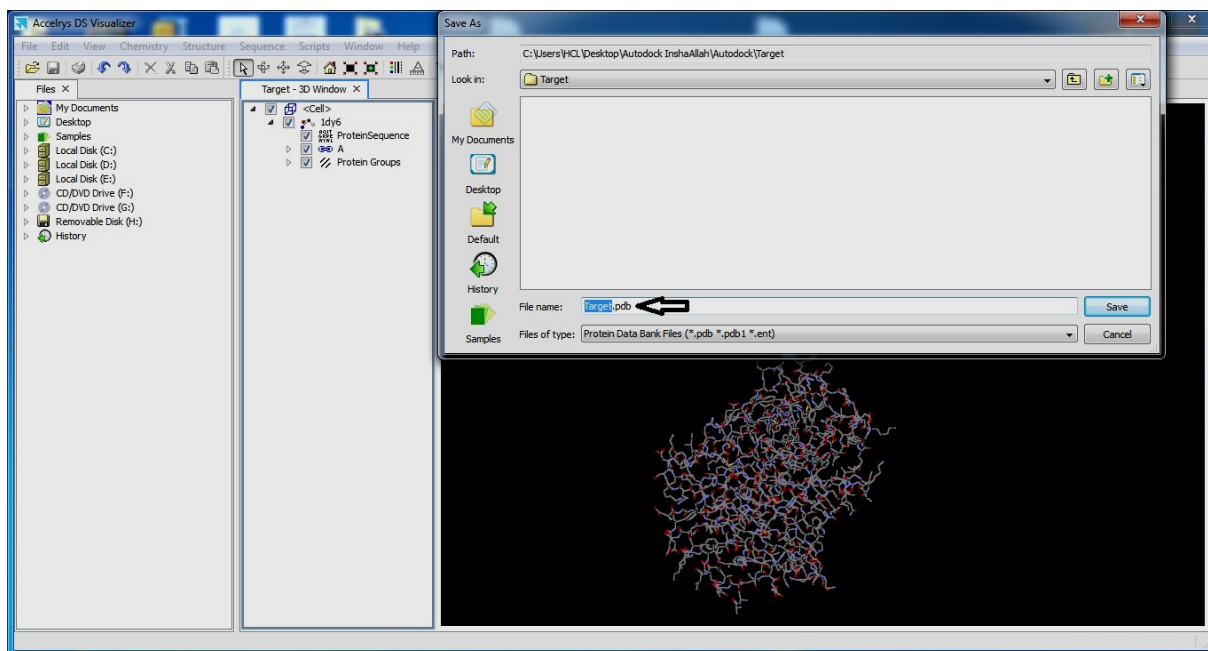 Accelrys DS Visualizer
File Edit View Chemistry Structure Sequence Scripts Window Help
Files
Target - 3D Window
My Documents
Desktop
Samples
Local Disk (C:)
Local Disk (D:)
Local Disk (E:)
CD/DVD Drive (F:)
CD/DVD Drive (G:)
Removable Disk (H:)
History
<Cell>
1dy6
ProteinSequence
A
Protein Groups
Save As
Path: C:\Users\HCL\Desktop\Autodock InshaAllah\Autodock\Target
Look in: Target
My Documents
Desktop
Default
History
Samples
File name: Target.pdb
Save
Files of type: Protein Data Bank Files (*.pdb *.pdb1 *.ent)
Cancel